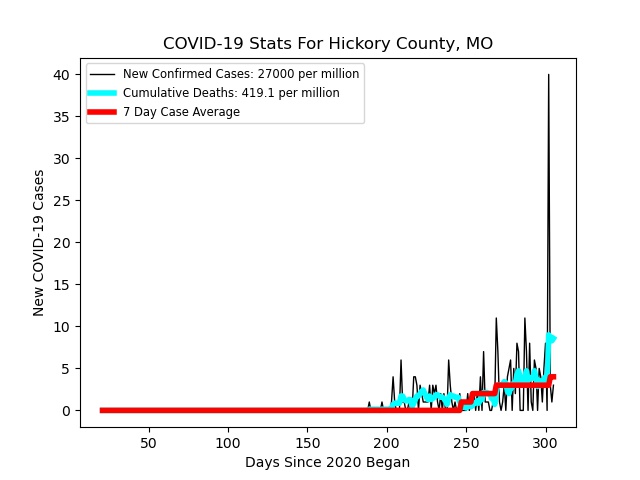 COVID-19 Stats For Hickory County, MO
New Confirmed Cases: 27000 per million
Cumulative Deaths: 419.1 per million
7 Day Case Average
40
35
30
25
20
15
10
5
0
New COVID-19 Cases
50 100 150 200 250 300
Days Since 2020 Began